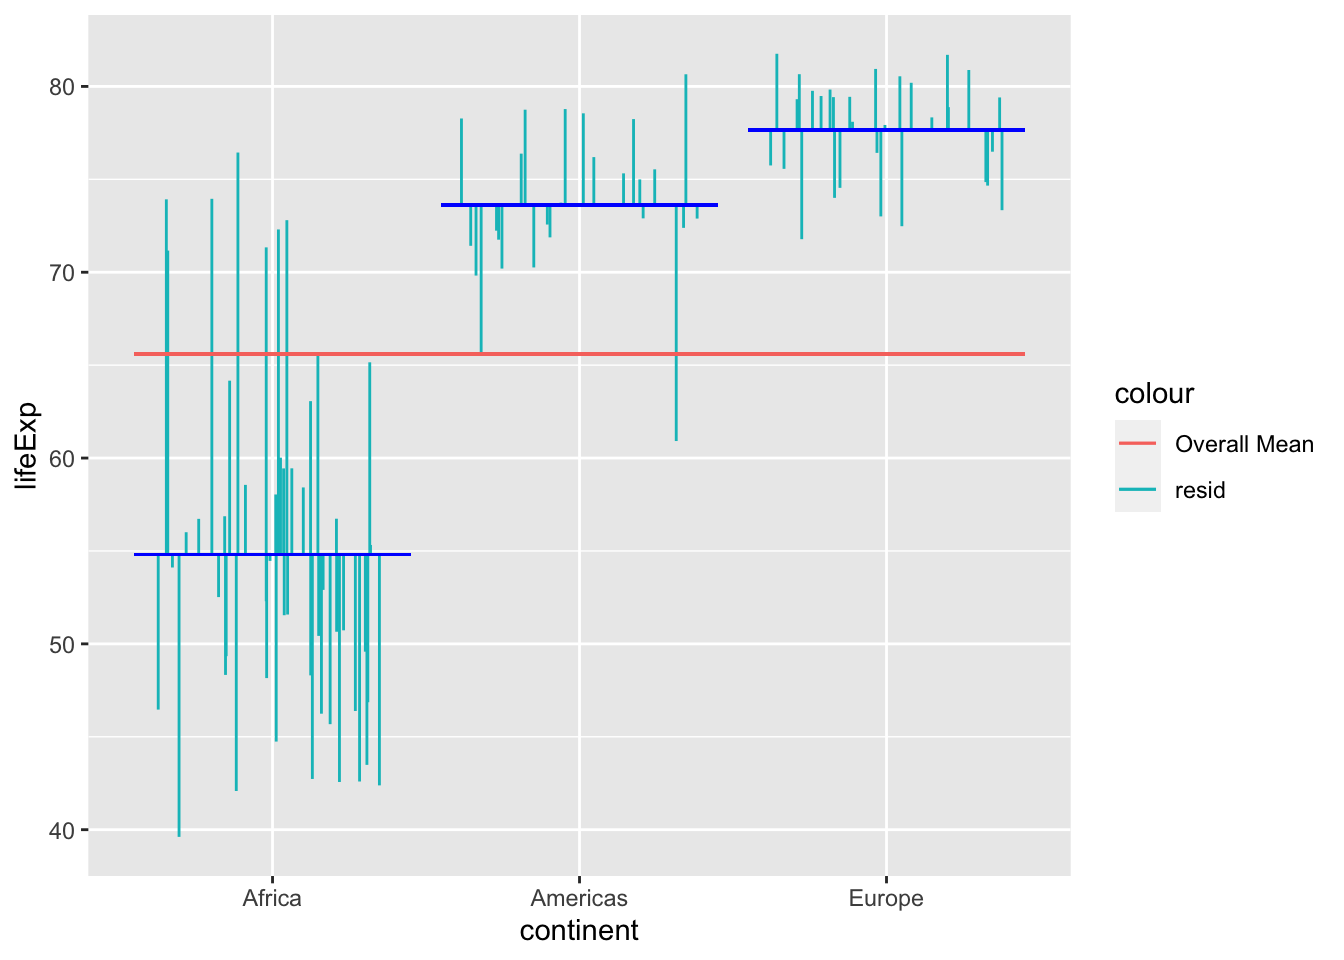 80
70
60
50
40
lifeExp
Africa
Americas
Europe
continent
colour
Overall Mean
resid